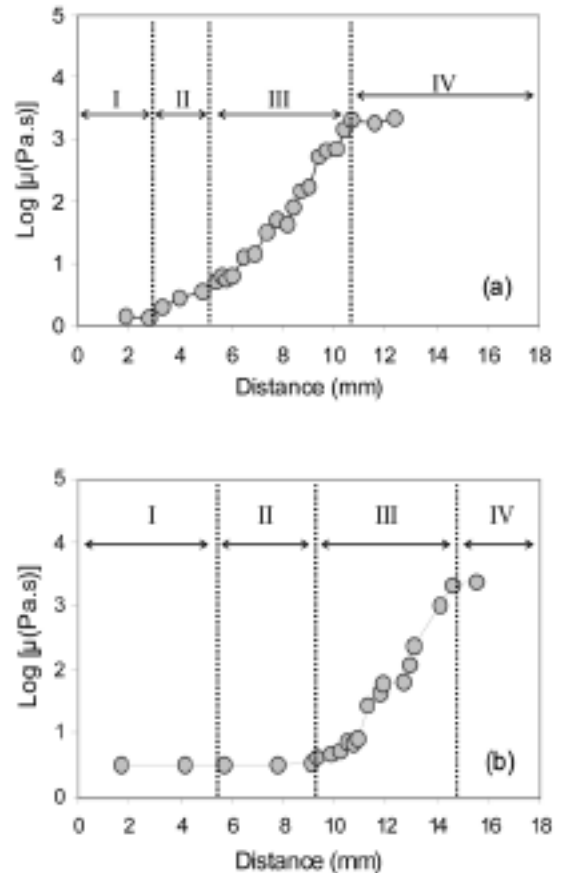 5
4
3
2
1
0
Log [μ(Pa.s)]
I
II
III
IV
(a)
0 2 4 6 8 10 12 14 16 18
Distance (mm)
5
4
3
2
1
0
Log [μ(Pa.s)]
I
II
III
IV
(b)
0 2 4 6 8 10 12 14 16 18
Distance (mm)